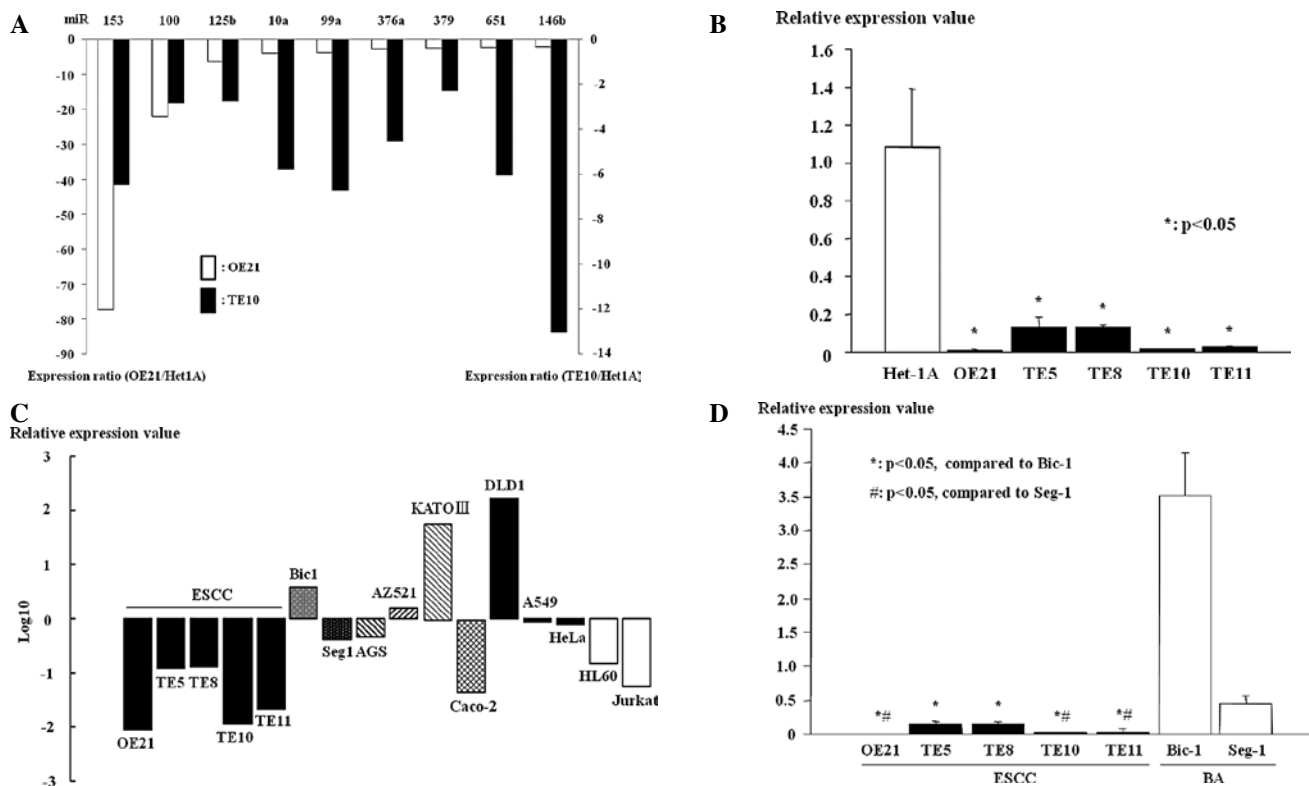 A
miR 153 100 125b 10a 99a 376a 379 651 146b
0
-10
-20
-30
-40
-50
-60
-70
-80
-90
0
-2
-4
-6
-8
-10
-12
-14
: OE21
: TE10
Expression ratio (OE21/Het1A)
Expression ratio (TE10/Het1A)
B
Relative expression value
1.6
1.4
1.2
1.0
0.8
0.6
0.4
0.2
0
*: p<0.05
* * * * *
Het-1A OE21 TE5 TE8 TE10 TE11
C
Relative expression value
Log10
3
2
1
0
-1
-2
-3
ESCC
OE21
TE5
TE8
TE10
TE11
Bic1
Seg1
AGS
AZ521
KATOⅢ
Caco-2
DLD1
A549
HeLa
HL60
Jurkat
D
Relative expression value
4.5
4.0
3.5
3.0
2.5
2.0
1.5
1.0
0.5
0
*: p<0.05, compared to Bic-1
#: p<0.05, compared to Seg-1
*# * * *# *#
OE21 TE5 TE8 TE10 TE11 Bic-1 Seg-1
ESCC BA